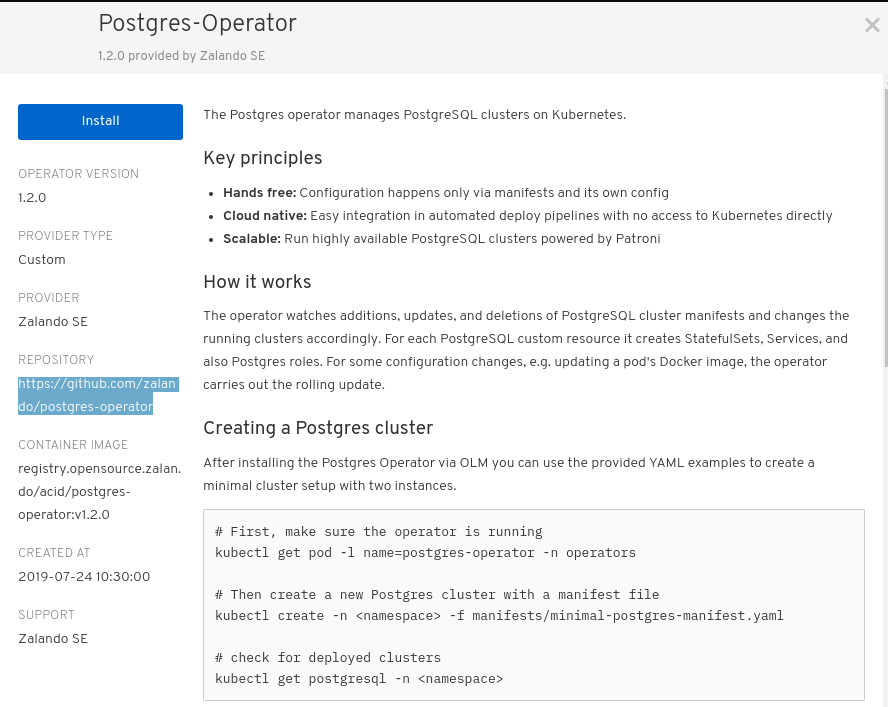 Postgres-Operator
1.2.0 provided by Zalando SE
Install
OPERATOR VERSION
1.2.0
PROVIDER TYPE
Custom
PROVIDER
Zalando SE
REPOSITORY
https://github.com/zalan
do/postgres-operator
CONTAINER IMAGE
registry.opensource.zalan.
do/acid/postgres-
operator:v1.2.0
CREATED AT
2019-07-24 10:30:00
SUPPORT
Zalando SE
The Postgres operator manages PostgreSQL clusters on Kubernetes.
Key principles
• Hands free: Configuration happens only via manifests and its own config
• Cloud native: Easy integration in automated deploy pipelines with no access to Kubernetes directly
• Scalable: Run highly available PostgreSQL clusters powered by Patroni
How it works
The operator watches additions, updates, and deletions of PostgreSQL cluster manifests and changes the
running clusters accordingly. For each PostgreSQL custom resource it creates StatefulSets, Services, and
also Postgres roles. For some configuration changes, e.g. updating a pod's Docker image, the operator
carries out the rolling update.
Creating a Postgres cluster
After installing the Postgres Operator via OLM you can use the provided YAML examples to create a
minimal cluster setup with two instances.
# First, make sure the operator is running
kubectl get pod -l name=postgres-operator -n operators
# Then create a new Postgres cluster with a manifest file
kubectl create -n <namespace> -f manifests/minimal-postgres-manifest.yaml
# check for deployed clusters
kubectl get postgresql -n <namespace>